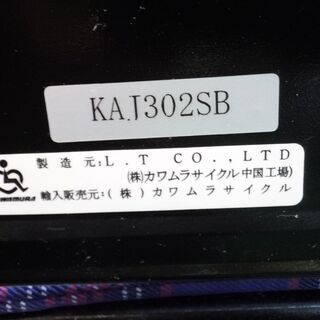 KAJ302SB
製造元:L.T CO.,LTD
(株)カワムラサイクル中国工場)
輸入販売元:(株)カワムラサイクル